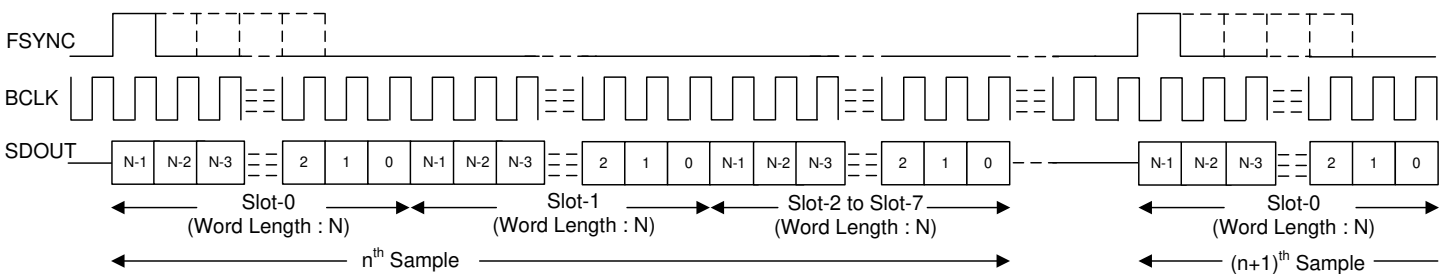 FSYNC
BCLK
SDOUT N-1 N-2 N-3 2 1 0 N-1 N-2 N-3 2 1 0 N-1 N-2 N-3 2 1 0 N-1 N-2 N-3 2 1 0
Slot-0 Slot-1 Slot-2 to Slot-7 Slot-0
(Word Length : N) (Word Length : N) (Word Length : N) (Word Length : N)
nth Sample (n+1)th Sample